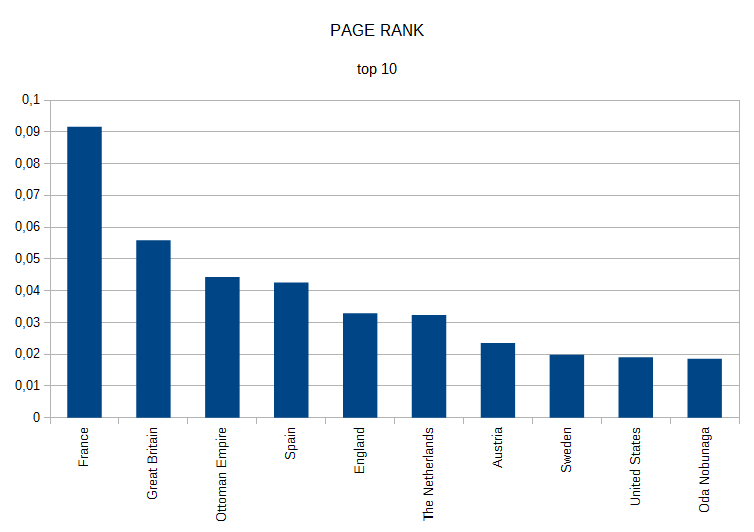 PAGE RANK
top 10
0,1
0,09
0,08
0,07
0,06
0,05
0,04
0,03
0,02
0,01
0
France
Great Britain
Ottoman Empire
Spain
England
The Netherlands
Austria
Sweden
United States
Oda Nobunaga